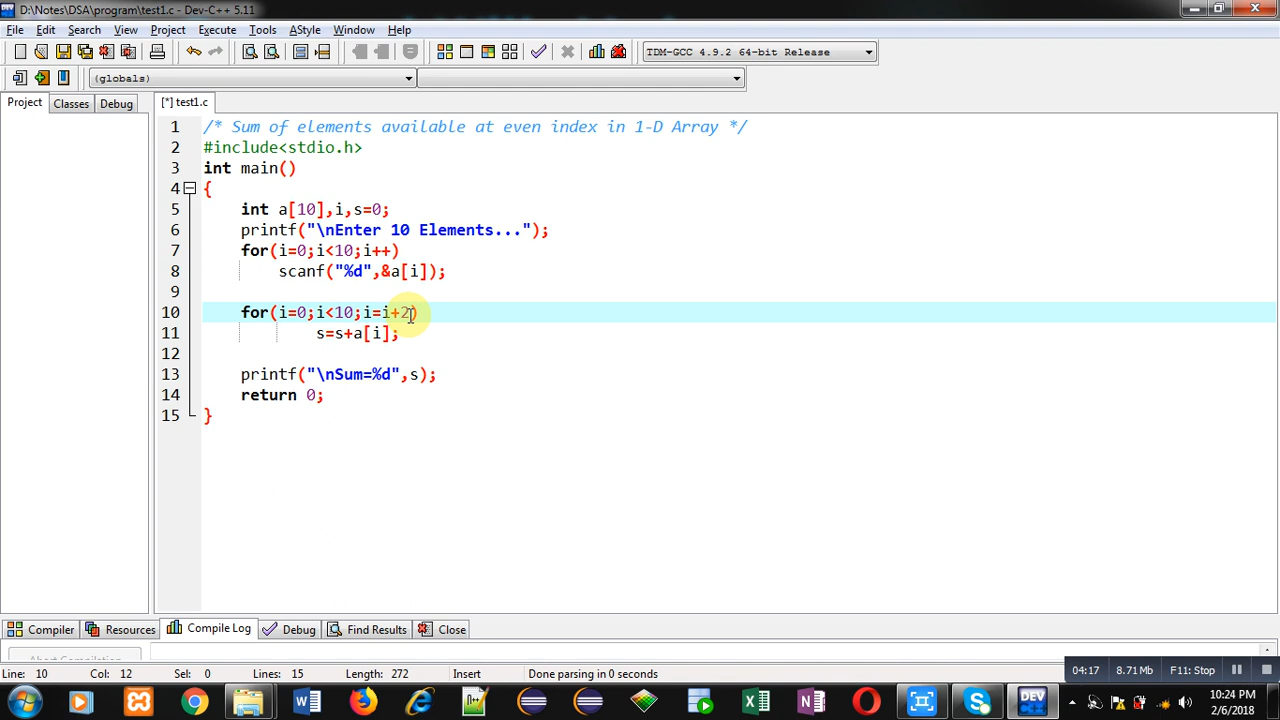 D:\Notes\DSA\program\test1.c - Dev-C++ 5.11
File Edit Search View Project Execute Tools AStyle Window Help
TDM-GCC 4.9.2 64-bit Release
(globals)
Project Classes Debug [*] test1.c
1 /* Sum of elements available at even index in 1-D Array */
2 #include<stdio.h>
3 int main()
4 {
5 int a[10],i,s=0;
6 printf("\nEnter 10 Elements...");
7 for(i=0;i<10;i++)
8 scanf("%d",&a[i]);
9
10 for(i=0;i<10;i=i+2)
11 s=s+a[i];
12
13 printf("\nSum=%d",s);
14 return 0;
15 }
Compiler Resources Compile Log Debug Find Results Close
Abort Compilation
Line: 10 Col: 12 Sel: 0 Lines: 15 Length: 272 Insert Done parsing in 0 seconds
04:17 8.71 Mb F11: Stop
DEV
10:24 PM
2/6/2018